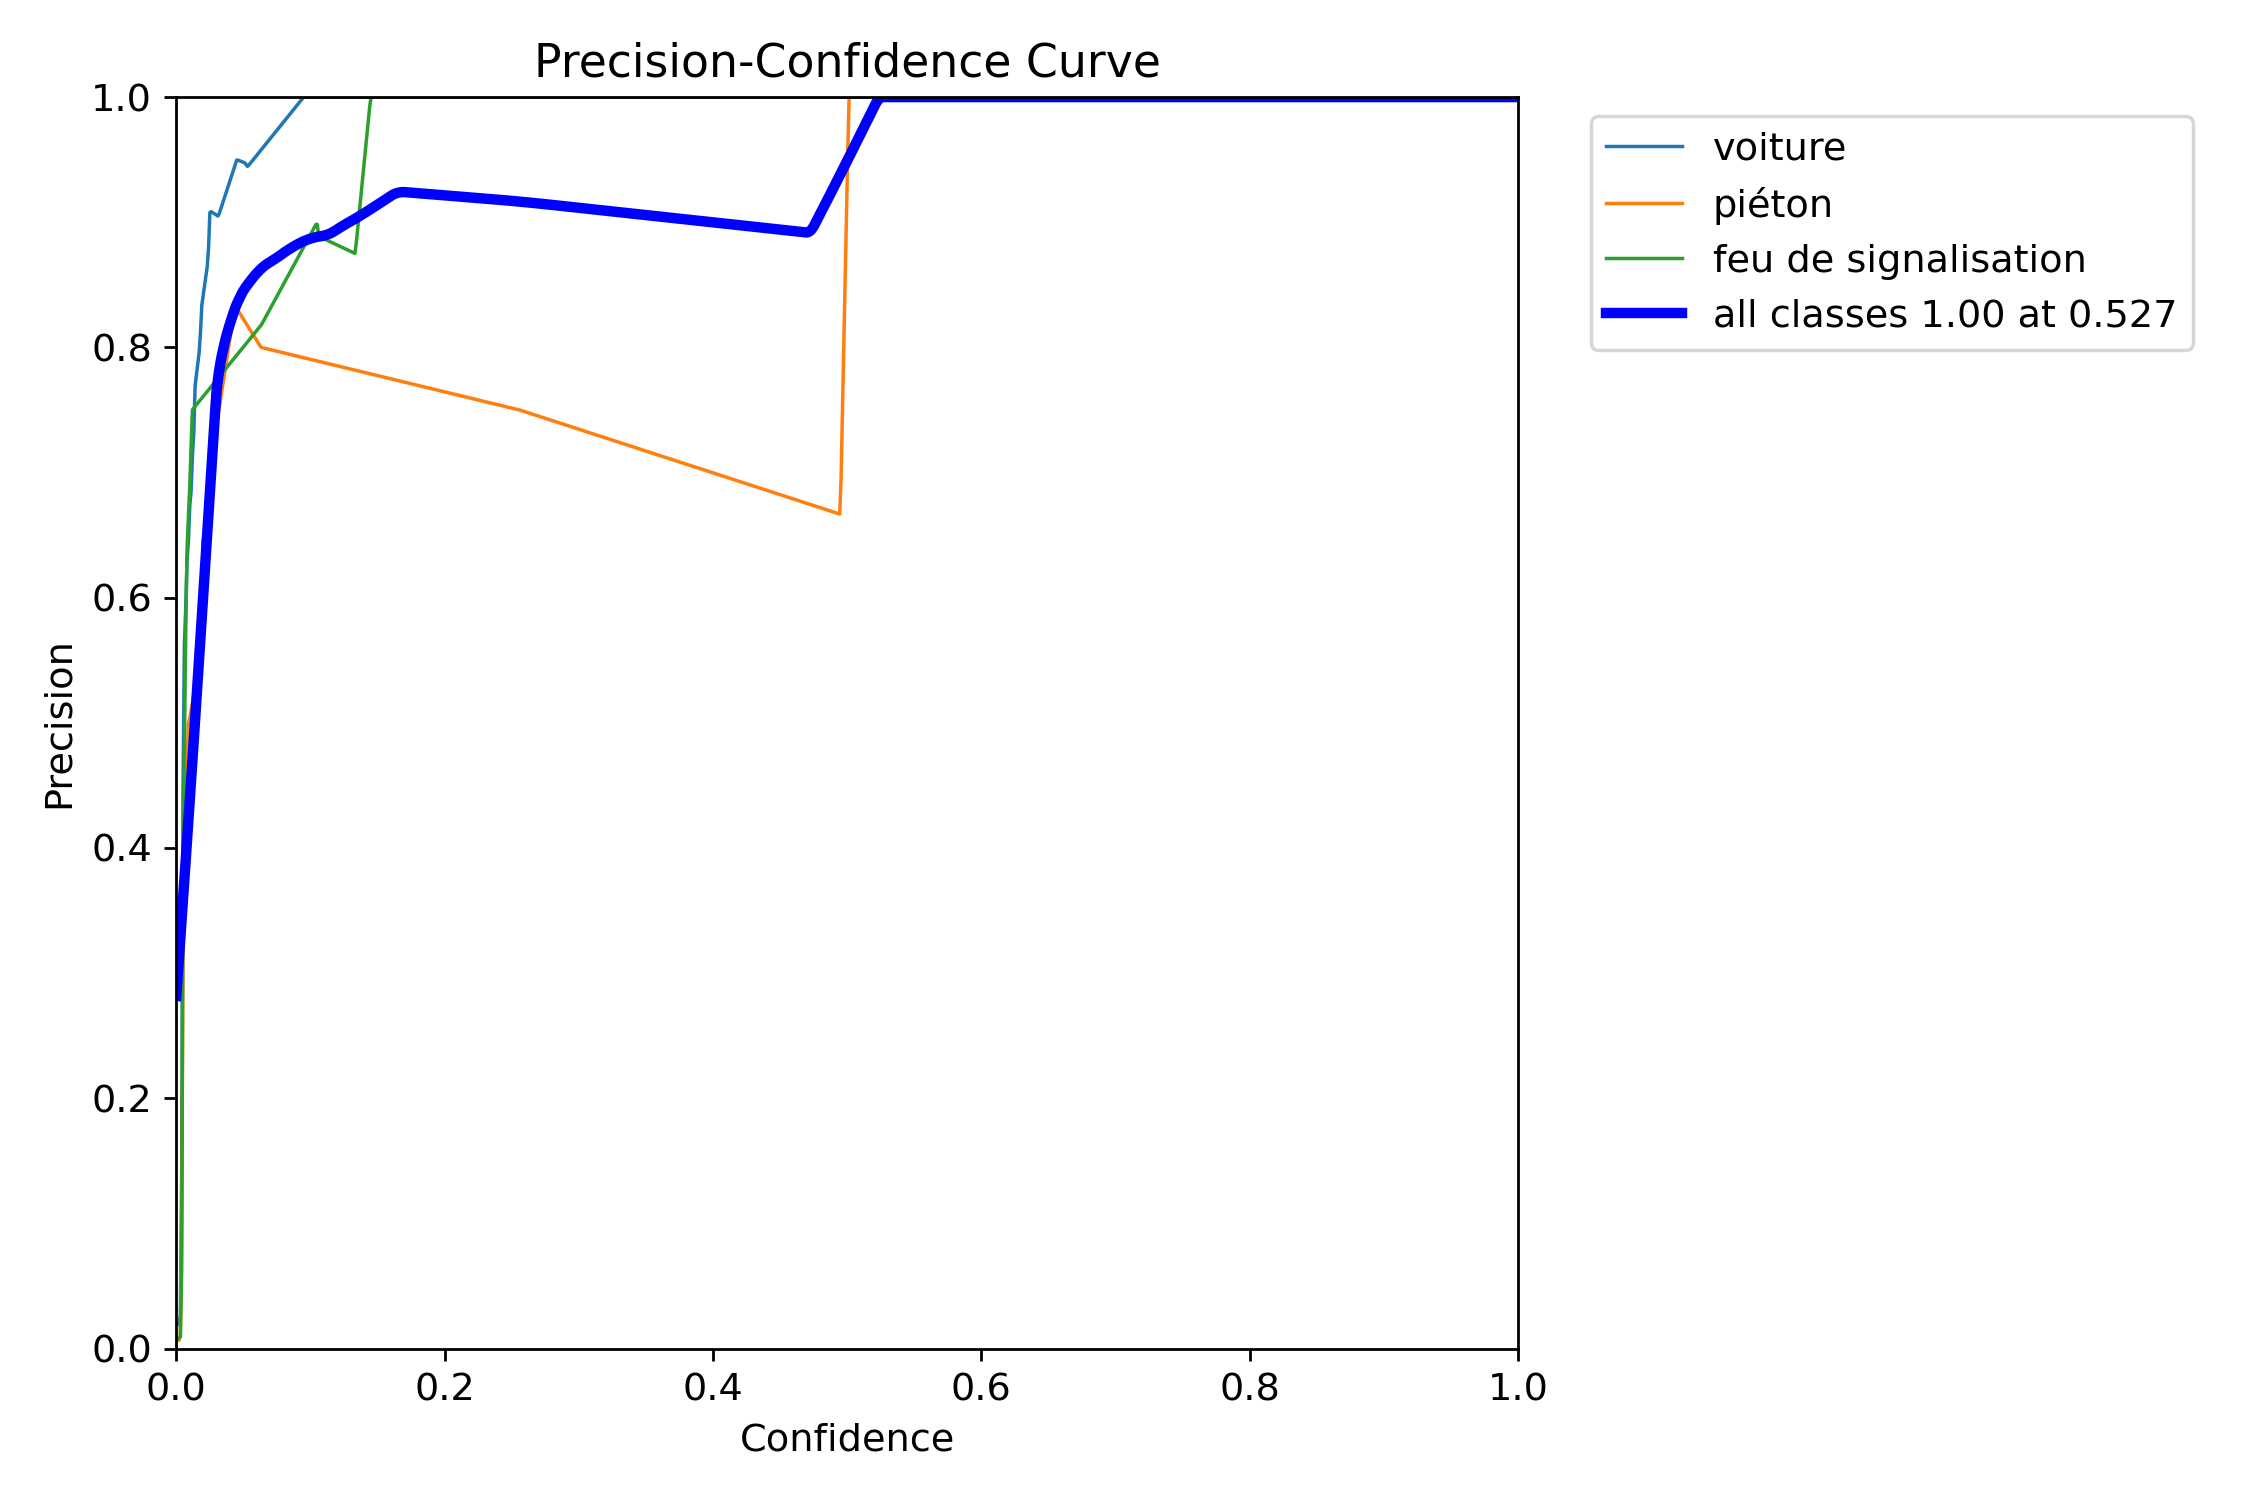 Precision-Confidence Curve
1.0
0.8
0.6
0.4
0.2
0.0
Precision
0.0 0.2 0.4 0.6 0.8 1.0
Confidence
voiture
piéton
feu de signalisation
all classes 1.00 at 0.527